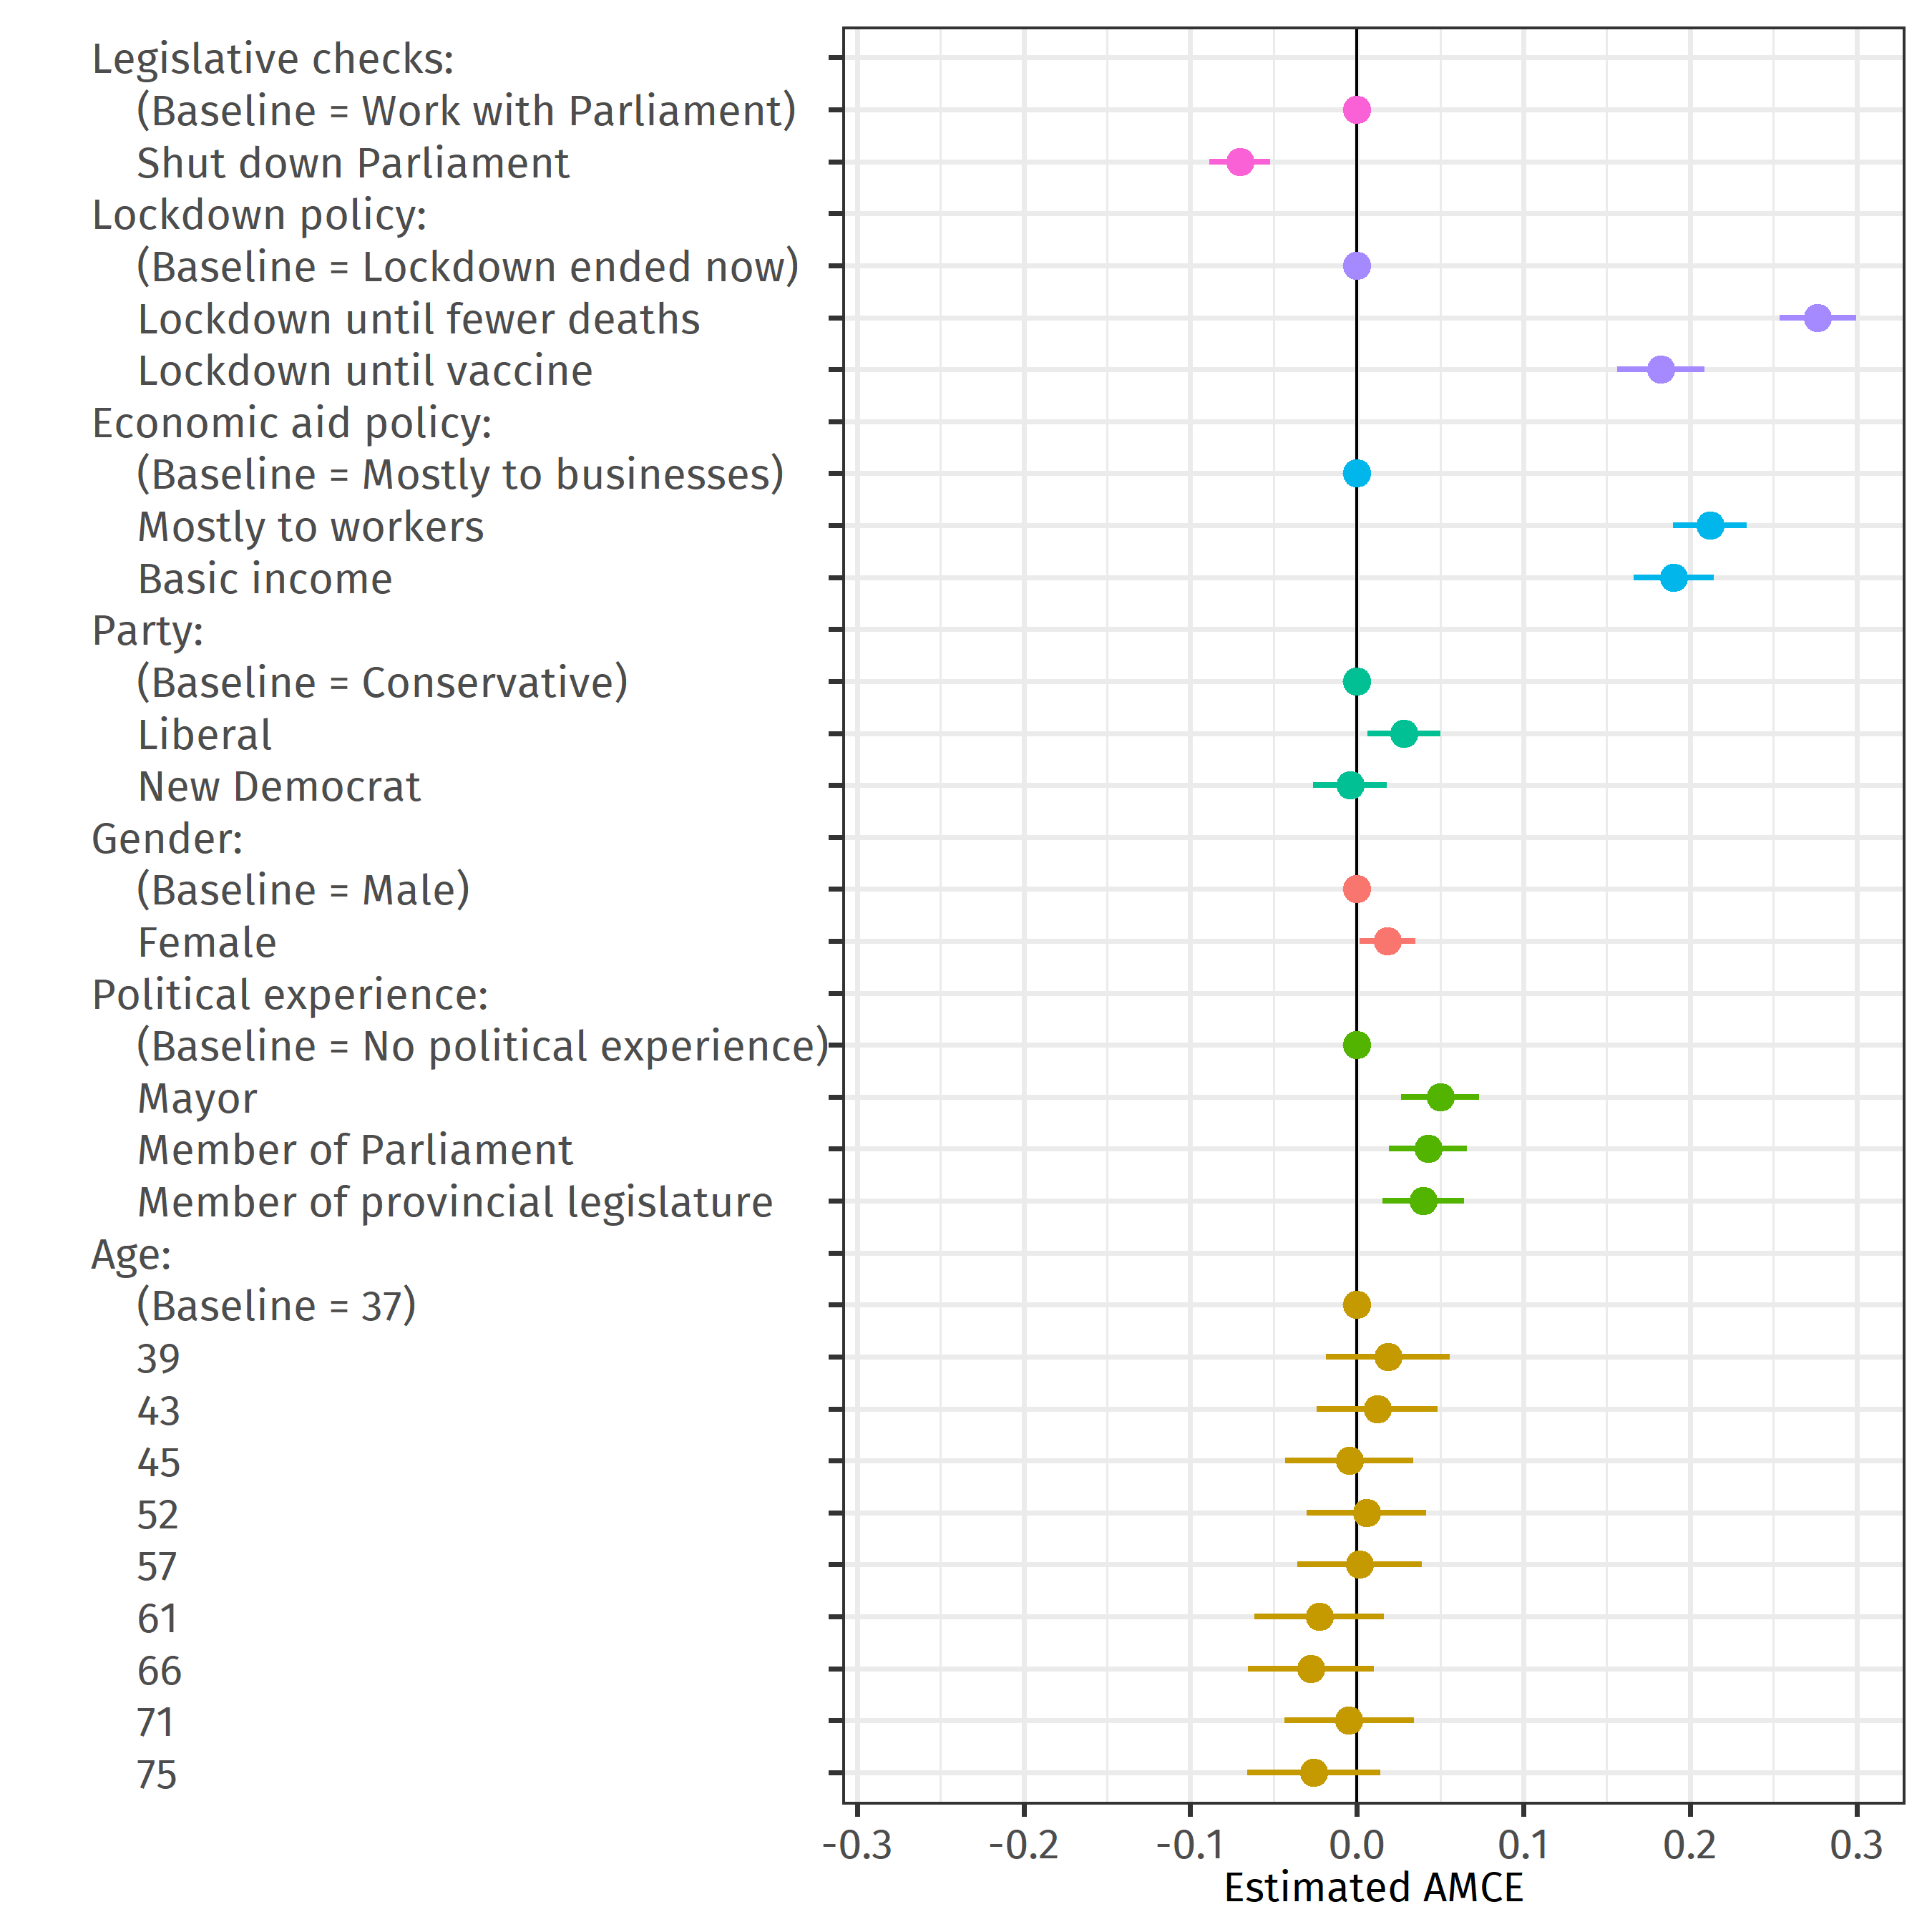 Legislative checks:
(Baseline = Work with Parliament)
Shut down Parliament
Lockdown policy:
(Baseline = Lockdown ended now)
Lockdown until fewer deaths
Lockdown until vaccine
Economic aid policy:
(Baseline = Mostly to businesses)
Mostly to workers
Basic income
Party:
(Baseline = Conservative)
Liberal
New Democrat
Gender:
(Baseline = Male)
Female
Political experience:
(Baseline = No political experience)
Mayor
Member of Parliament
Member of provincial legislature
Age:
(Baseline = 37)
39
43
45
52
57
61
66
71
75
-0.3 -0.2 -0.1 0.0 0.1 0.2 0.3
Estimated AMCE